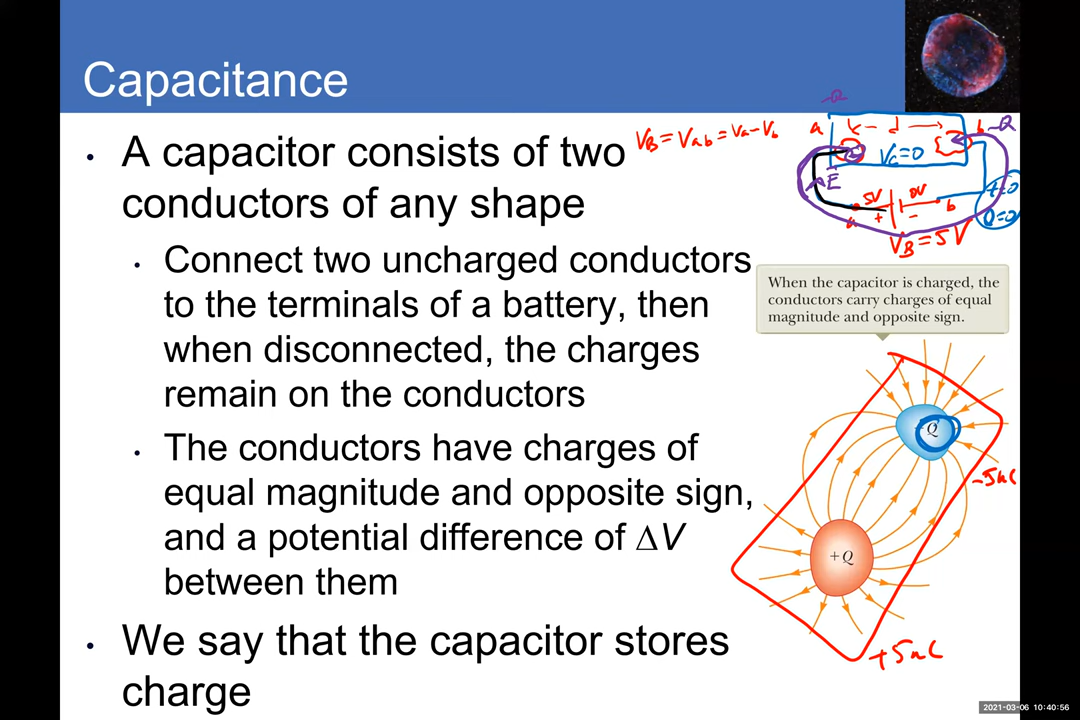 Capacitance
• A capacitor consists of two
conductors of any shape
• Connect two uncharged conductors
to the terminals of a battery, then
when disconnected, the charges
remain on the conductors
• The conductors have charges of
equal magnitude and opposite sign,
and a potential difference of ΔV
between them
• We say that the capacitor stores
charge
V_B = V_ab = V_a - V_b
-Q
a
d
b -Q
V_C = 0
E
5V
0V
t=0
a
+
-
b
Q=0
V_B = 5V
When the capacitor is charged, the
conductors carry charges of equal
magnitude and opposite sign.
Q
-5nC
+Q
+5nC
2021-03-06 10:40:56